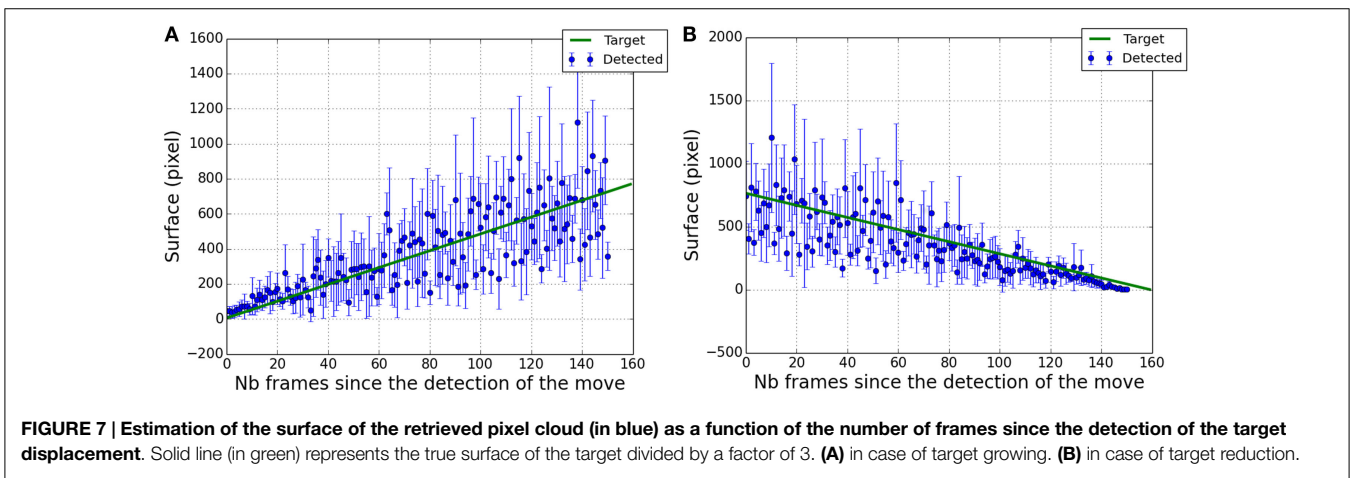 A
1600
1400
1200
1000
800
600
400
200
0
−200
0 20 40 60 80 100 120 140 160
Surface (pixel)
Nb frames since the detection of the move
Target
Detected
B
2000
1500
1000
500
0
−500
0 20 40 60 80 100 120 140 160
Surface (pixel)
Nb frames since the detection of the move
Target
Detected
FIGURE 7 | Estimation of the surface of the retrieved pixel cloud (in blue) as a function of the number of frames since the detection of the target
displacement. Solid line (in green) represents the true surface of the target divided by a factor of 3. (A) in case of target growing. (B) in case of target reduction.